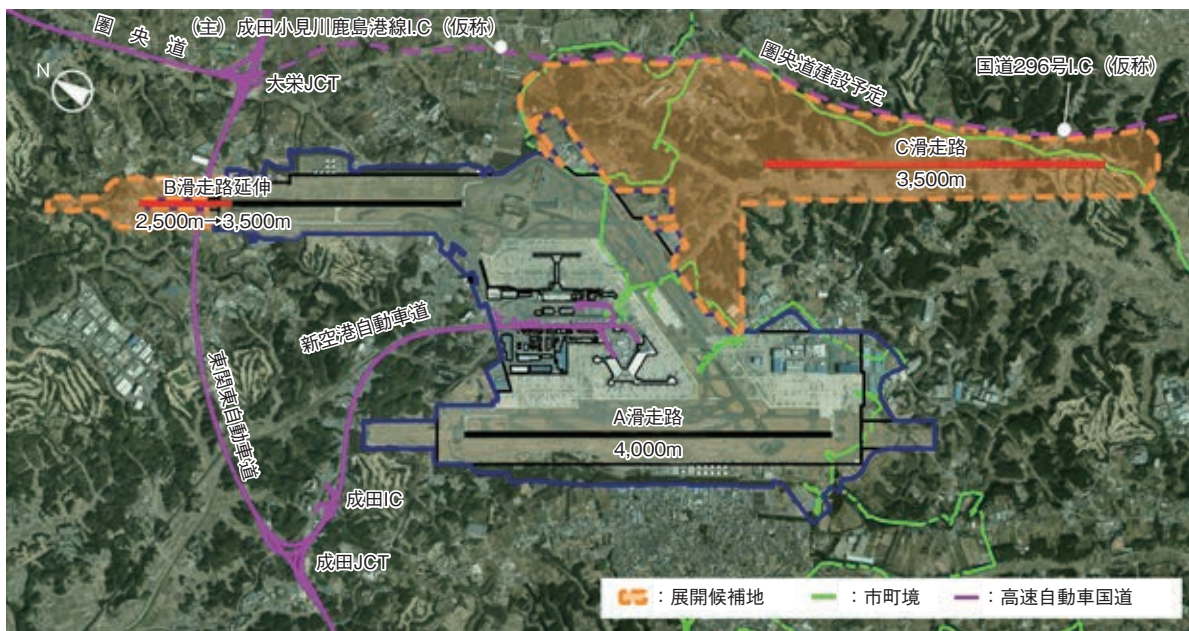 圏央道
(主)成田小見川鹿島港線I.C(仮称)
N
大栄JCT
圏央道建設予定
国道296号I.C(仮称)
C滑走路
3,500m
B滑走路延伸
2,500m→3,500m
新空港自動車道
東関東自動車道
A滑走路
4,000m
成田IC
成田JCT
:展開候補地 :市町境 :高速自動車国道